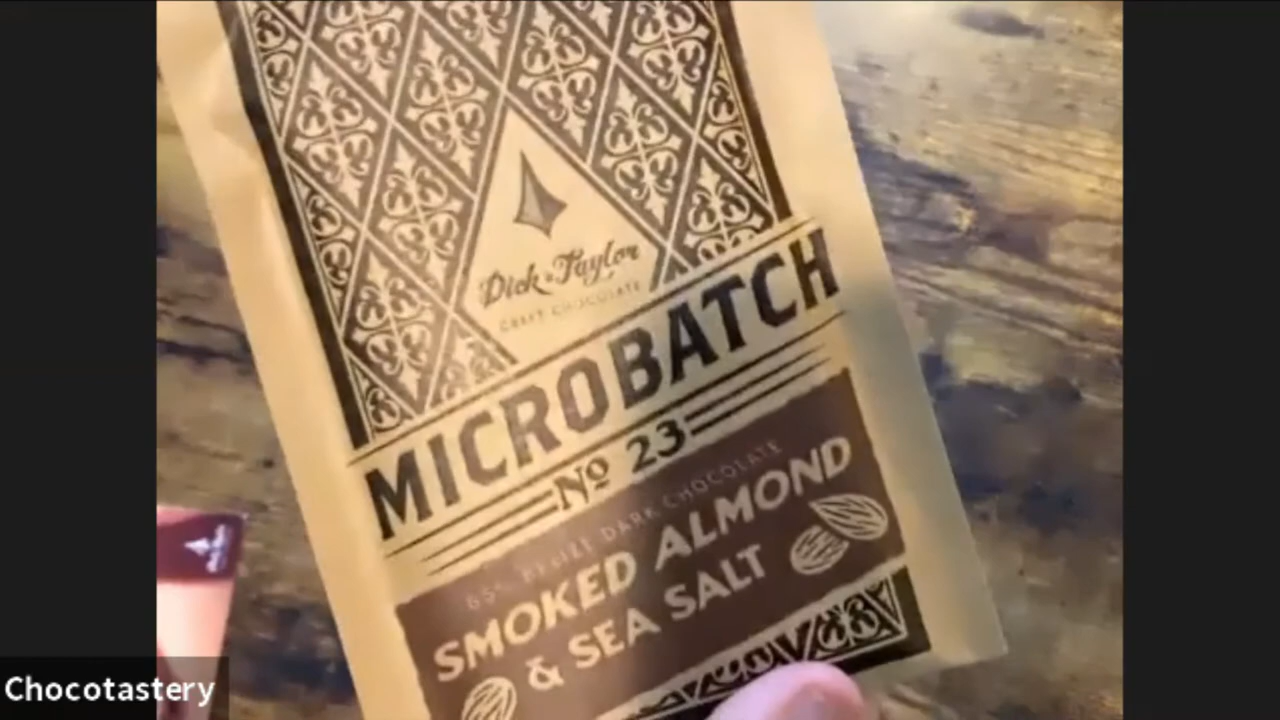 Dick & Taylor
CRAFT CHOCOLATE
MICROBATCH
Nº 23
65% BELIZE DARK CHOCOLATE
SMOKED ALMOND
& SEA SALT
Chocotastery